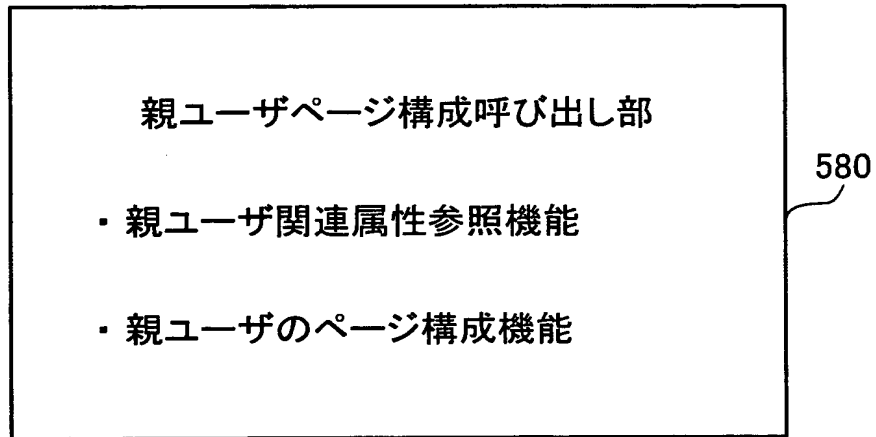 親ユーザページ構成呼び出し部
580
・親ユーザ関連属性参照機能
・親ユーザのページ構成機能